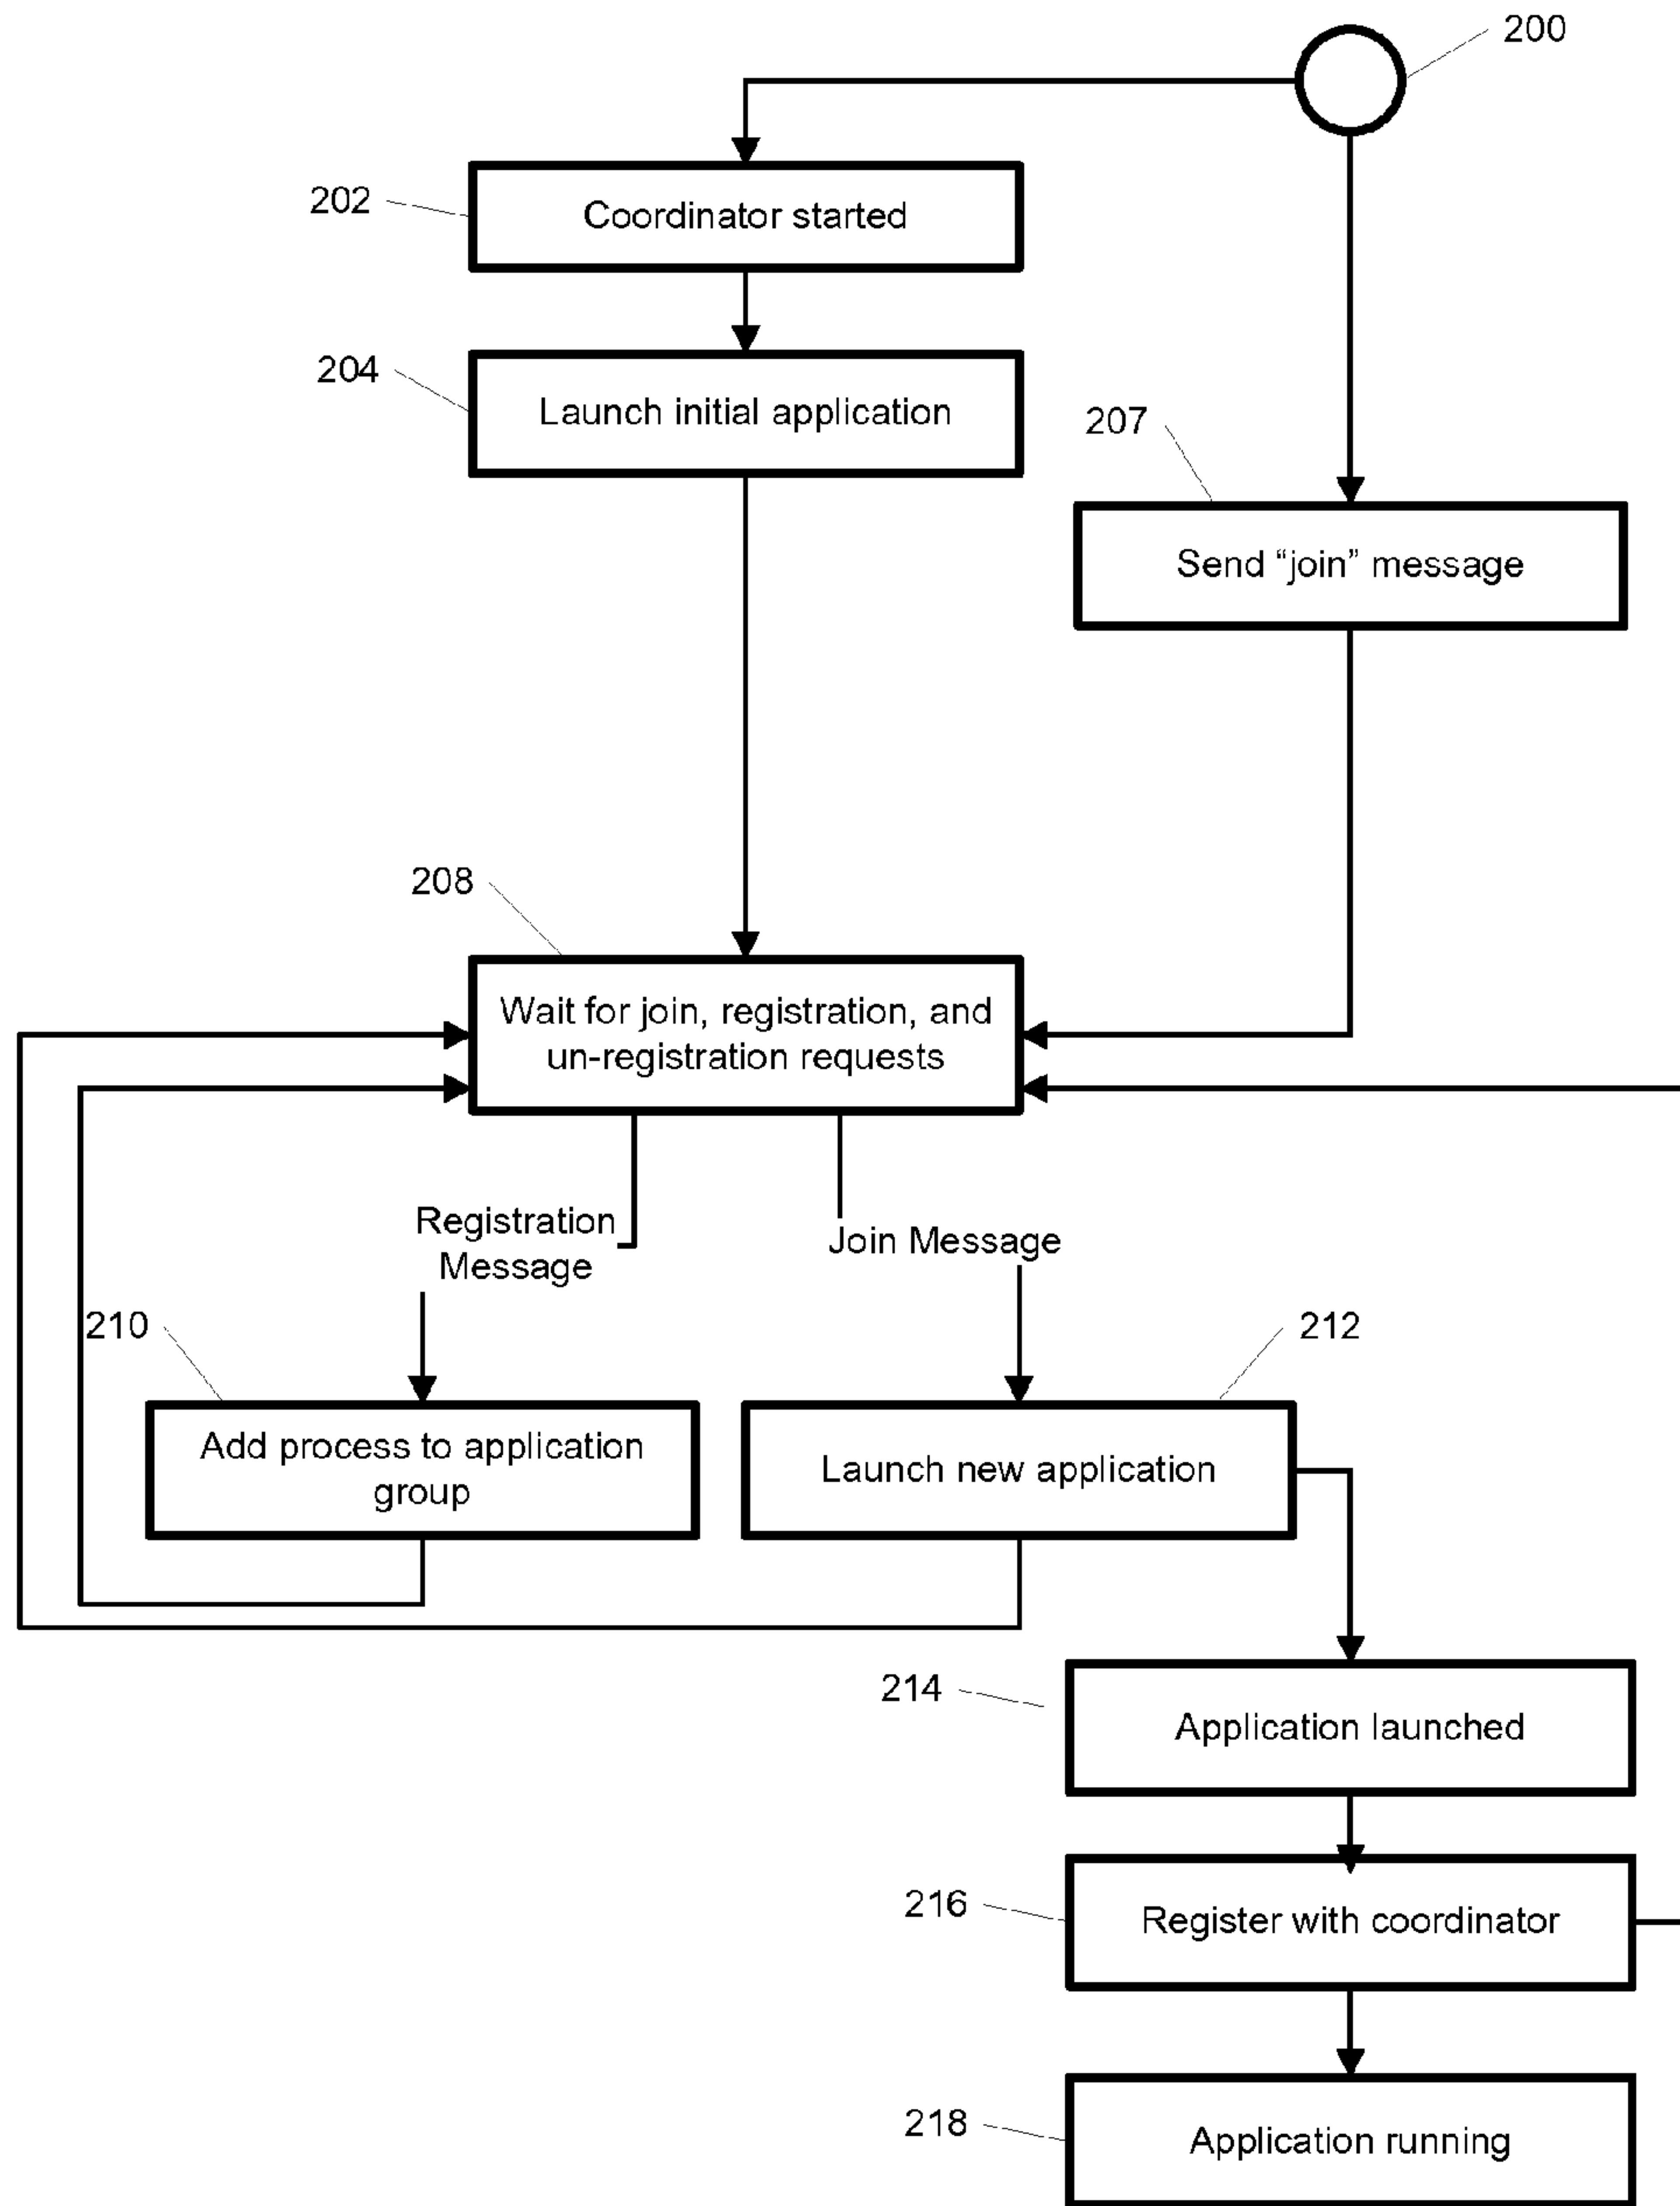 200
202
Coordinator started
204
Launch initial application
207
Send “join” message
208
Wait for join, registration, and
un-registration requests
Registration
Message
Join Message
210
212
Add process to application
group
Launch new application
214
Application launched
216
Register with coordinator
218
Application running